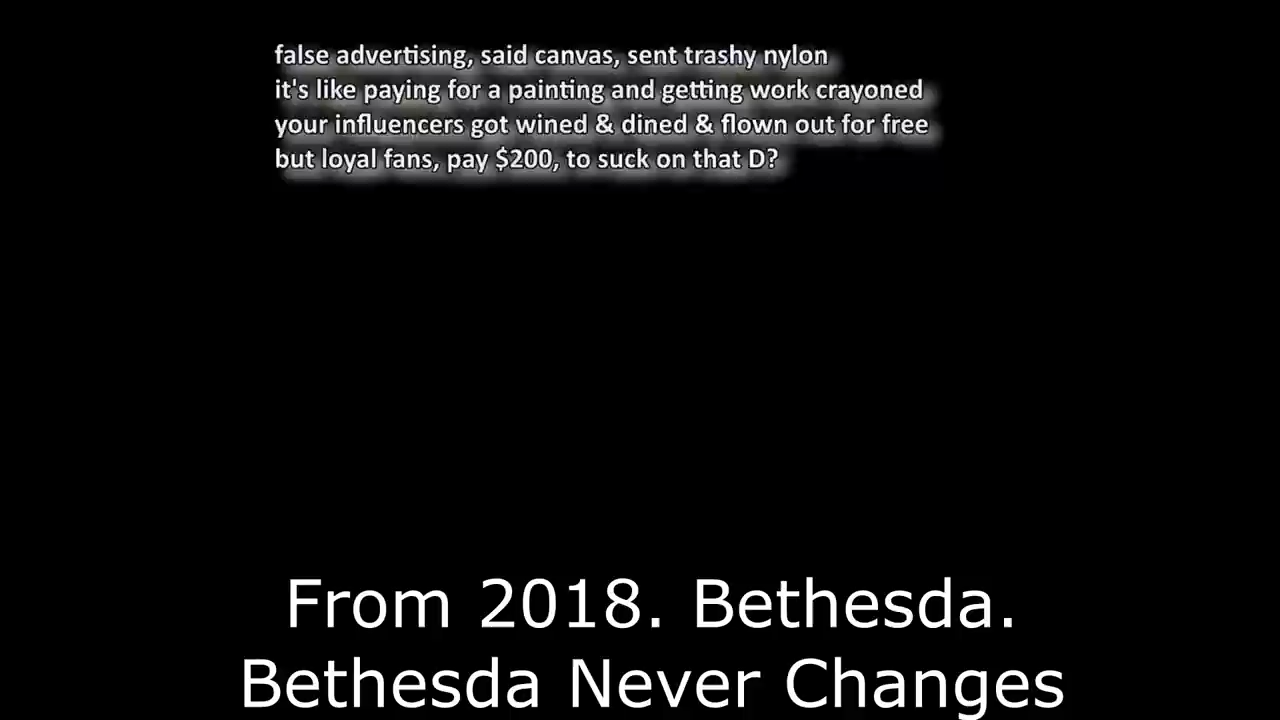 false advertising, said canvas, sent trashy nylon
it's like paying for a painting and getting work crayoned
your influencers got wined & dined & flown out for free
but loyal fans, pay $200, to suck on that D?
From 2018. Bethesda.
Bethesda Never Changes